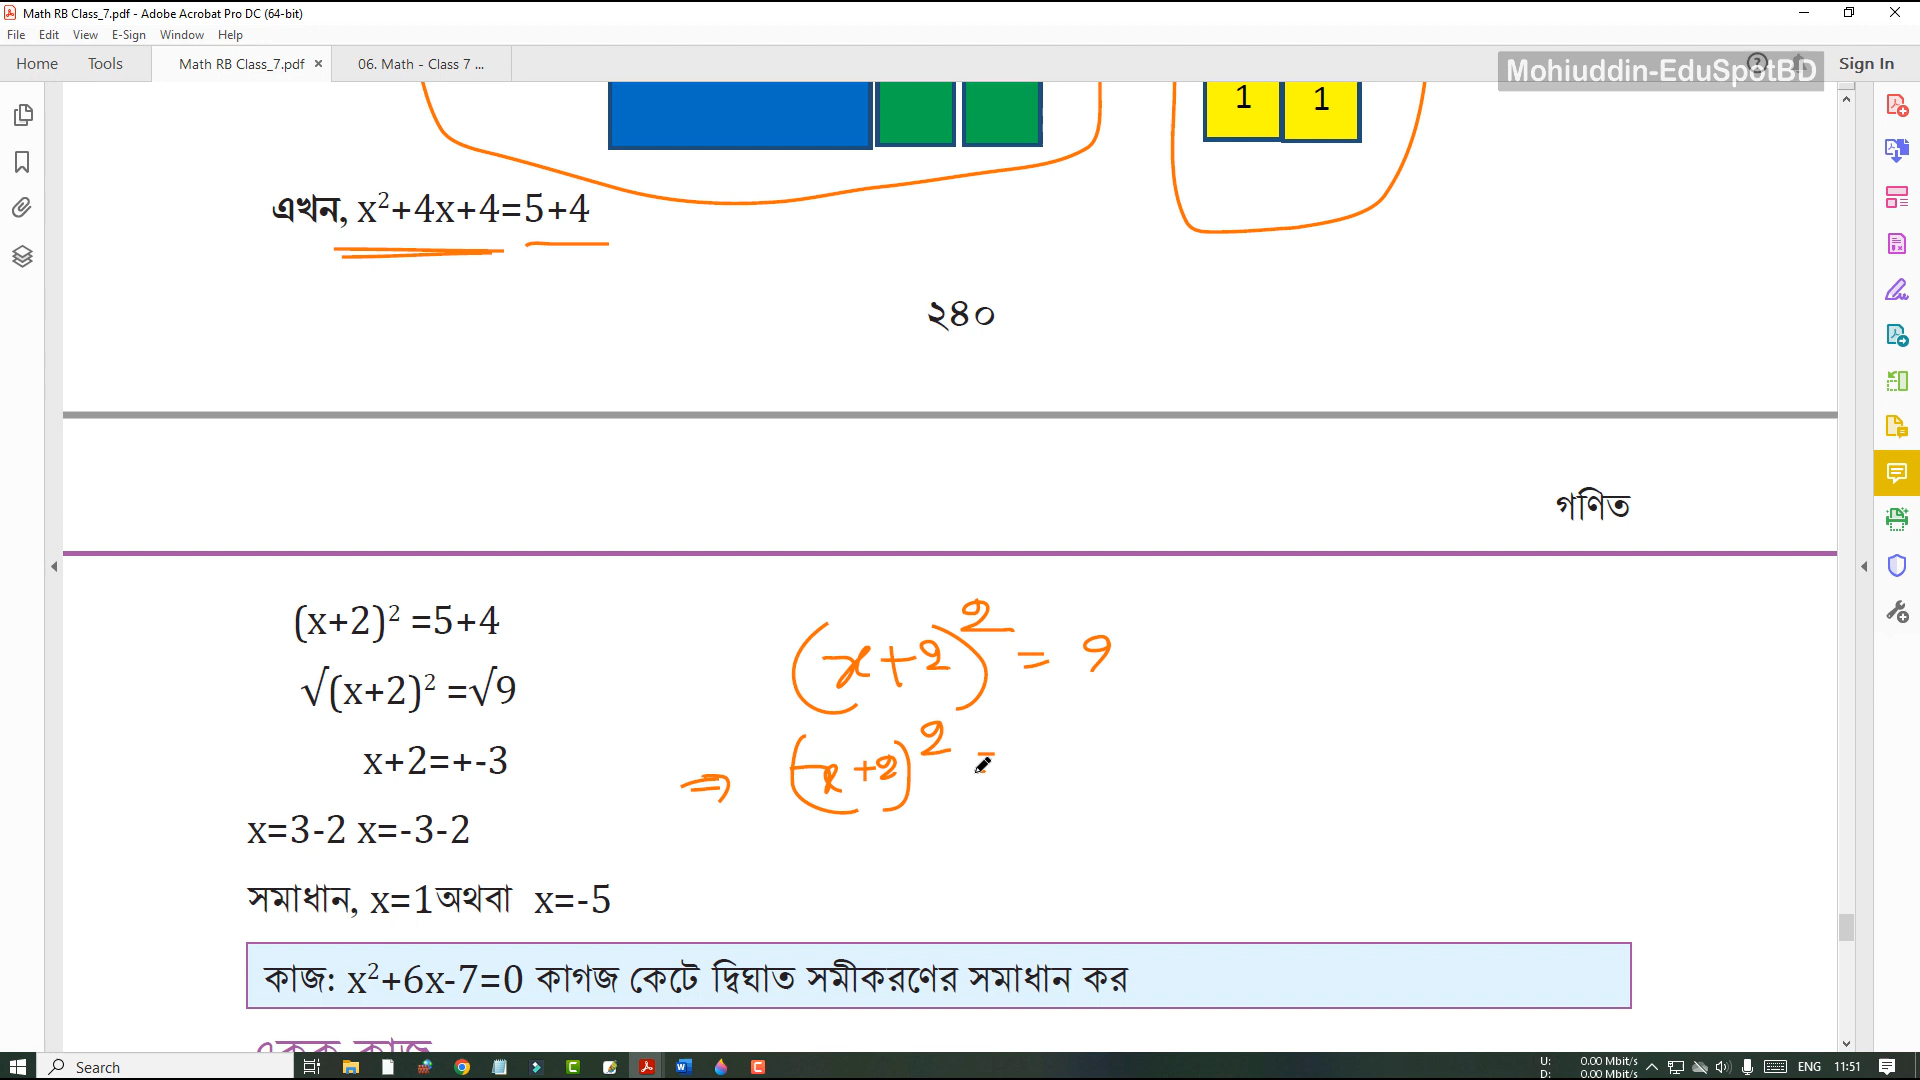 Math RB Class_7.pdf - Adobe Acrobat Pro DC (64-bit)
File Edit View E-Sign Window Help
Home Tools Math RB Class_7.pdf × 06. Math - Class 7 ... Sign In
Mohiuddin-EduSpotBD
1 1
এখন, x²+4x+4=5+4
২৪০
গণিত
(x+2)² =5+4
√(x+2)² =√9
x+2=+-3
x=3-2 x=-3-2
সমাধান, x=1অথবা x=-5
(x+2)² = 9
⇒ (x+2)² =
কাজ: x²+6x-7=0 কাগজ কেটে দ্বিঘাত সমীকরণের সমাধান কর
একক কাজ
Search
U: 0.00 Mbit/s
D: 0.00 Mbit/s
ENG 11:51